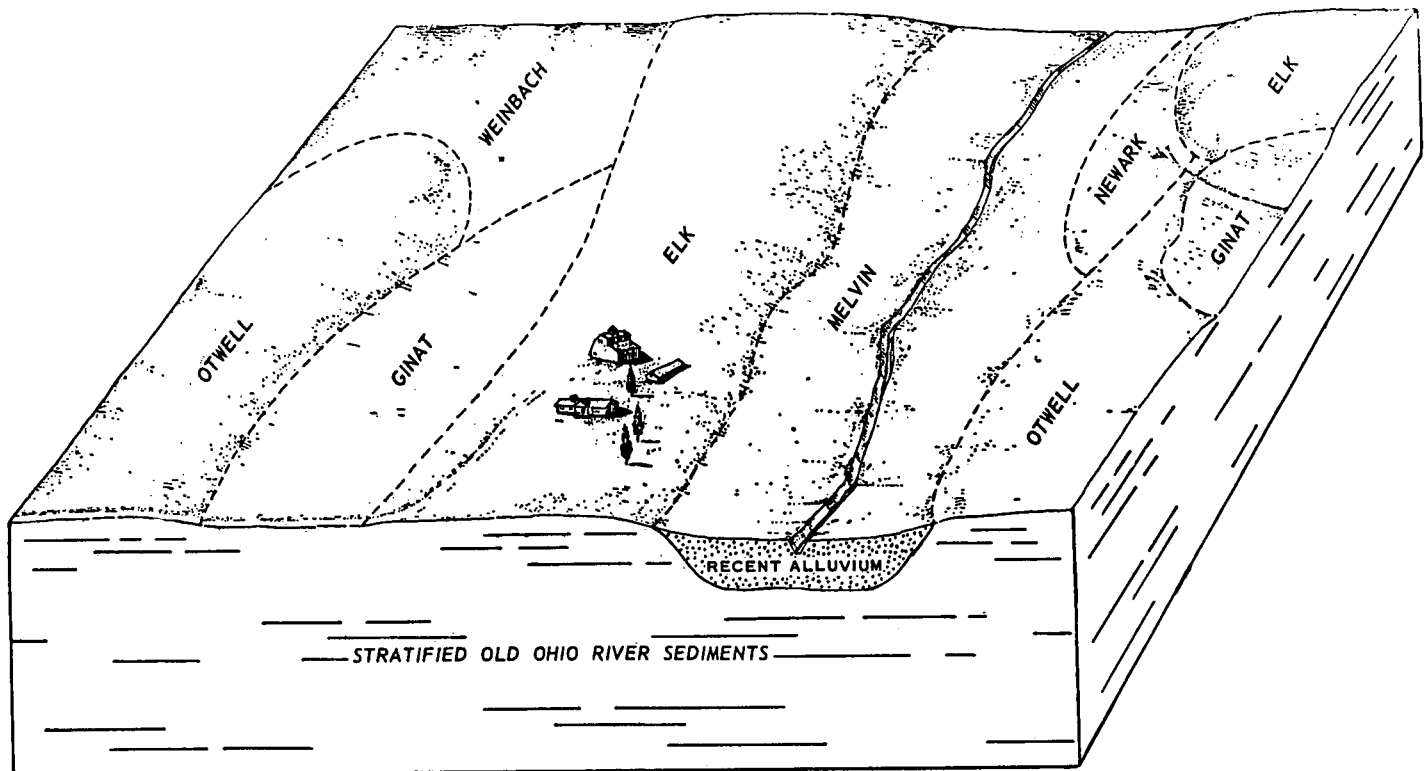 WEINBACH
ELK
NEWARK
GINAT
ELK
MELVIN
OTWELL
GINAT
OTWELL
RECENT ALLUVIUM
STRATIFIED OLD OHIO RIVER SEDIMENTS